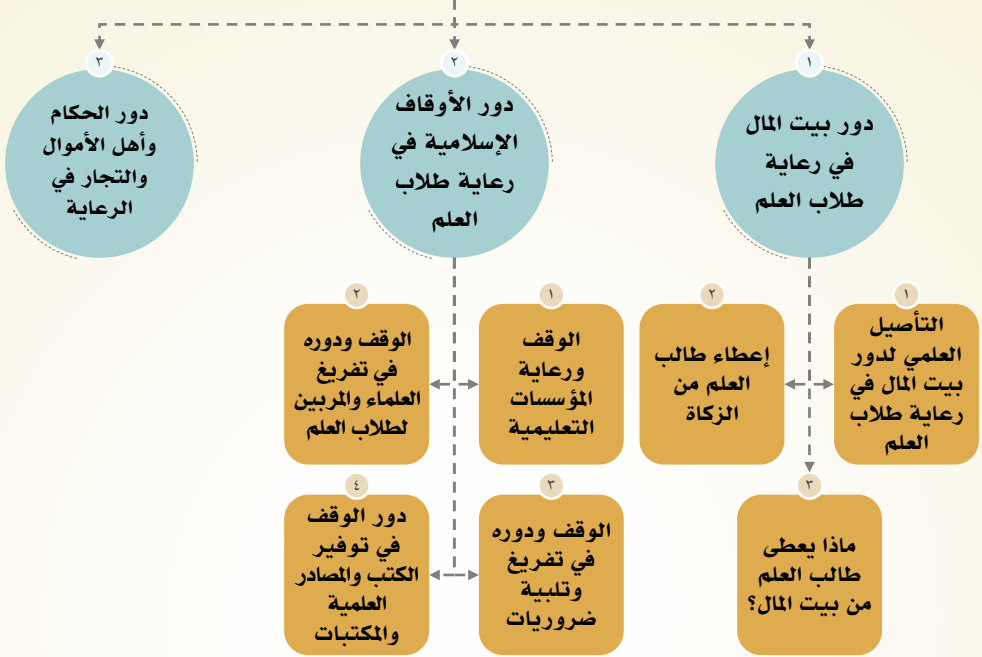 ١
دور بيت المال
في رعاية
طلاب العلم
٢
دور الأوقاف
الإسلامية في
رعاية طلاب
العلم
٣
دور الحكام
وأهل الأموال
والتجار في
الرعاية
١
التأصيل
العلمي لدور
بيت المال في
رعاية طلاب
العلم
٢
إعطاء طالب
العلم من
الزكاة
٣
ماذا يعطى
طالب العلم
من بيت المال؟
١
الوقف
ورعاية
المؤسسات
التعليمية
٢
الوقف ودوره
في تفريغ
العلماء والمربين
لطلاب العلم
٣
الوقف ودوره
في تفريغ
وتلبية
ضروريات
٤
دور الوقف
في توفير
الكتب والمصادر
العلمية
والمكتبات